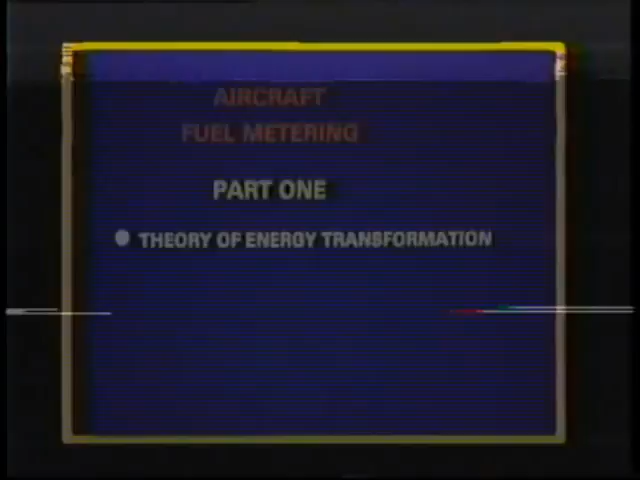 AIRCRAFT
FUEL METERING
PART ONE
THEORY OF ENERGY TRANSFORMATION